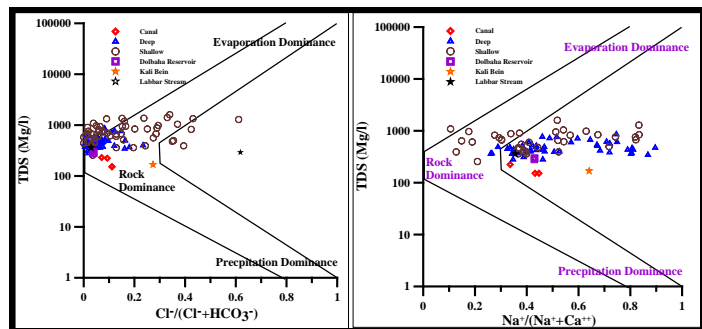 Canal
Deep
Shallow
Dolbaha Reservoir
Kali Bein
Labbar Stream
Evaporation Dominance
Rock
Dominance
Precpitation Dominance
TDS (Mg/l)
100000
10000
1000
100
10
1
0
0.2
0.4
0.6
0.8
1
Cl⁻/(Cl⁻+HCO3⁻)
Canal
Deep
Shallow
Dolbaha Reservoir
Kali Bein
Labbar Stream
Evaporation Dominance
Rock
Dominance
Precpitation Dominance
TDS (Mg/l)
100000
10000
1000
100
10
1
0
0.2
0.4
0.6
0.8
1
Na⁺/(Na⁺+Ca⁺⁺)